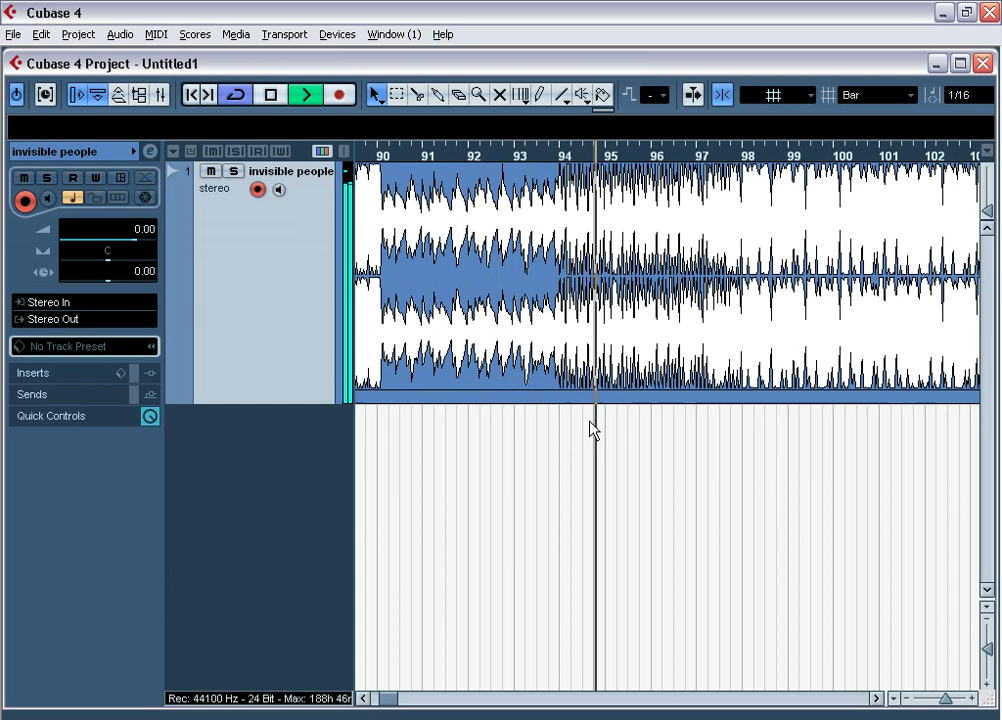 Cubase 4
File Edit Project Audio MIDI Scores Media Transport Devices Window (1) Help
Cubase 4 Project - Untitled1
- Bar 1/16
invisible people e m S R W
M S R W
1 m S invisible people
stereo
90 91 92 93 94 95 96 97 98 99 100 101 102 10
0.00
C
0.00
Stereo In
Stereo Out
No Track Preset
Inserts
Sends
Quick Controls
Rec: 44100 Hz - 24 Bit - Max: 188h 46r